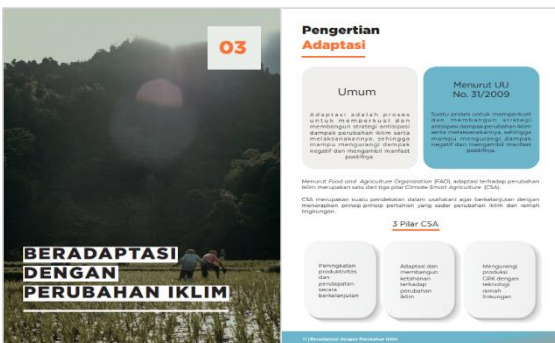 03
BERADAPTASI
DENGAN
PERUBAHAN IKLIM
Pengertian
Adaptasi
Umum
Adaptasi adalah proses
untuk memperkuat dan
membangun strategi antisipasi
dampak perubahan iklim serta
melaksanakannya, sehingga
mampu mengurangi dampak
negatif dan mengambil manfaat
positifnya.
Menurut UU
No. 31/2009
Suatu proses untuk memperkuat
dan membangun strategi
antisipasi dampak perubahan iklim
serta melaksanakannya, sehingga
mampu mengurangi dampak
negatif dan mengambil manfaat
positifnya.
Menurut Food and Agriculture Organization (FAO), adaptasi terhadap perubahan
iklim merupakan satu dari tiga pilar Climate Smart Agriculture (CSA).
CSA merupakan suatu pendekatan dalam usahatani agar berkelanjutan dengan
menerapkan prinsip-prinsip pertanian yang sadar perubahan iklim dan ramah
lingkungan.
3 Pilar CSA
Peningkatan
produktivitas
dan
pendapatan
secara
berkelanjutan
Adaptasi dan
membangun
ketahanan
terhadap
perubahan
iklim
Mengurangi
produksi
GRK dengan
teknologi
ramah
linkungan
11 | Beradaptasi dengan Perubahan Iklim